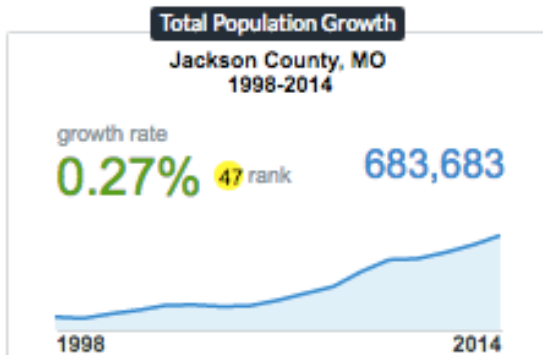 Total Population Growth
Jackson County, MO
1998-2014
growth rate
0.27% 47 rank 683,683
1998 2014